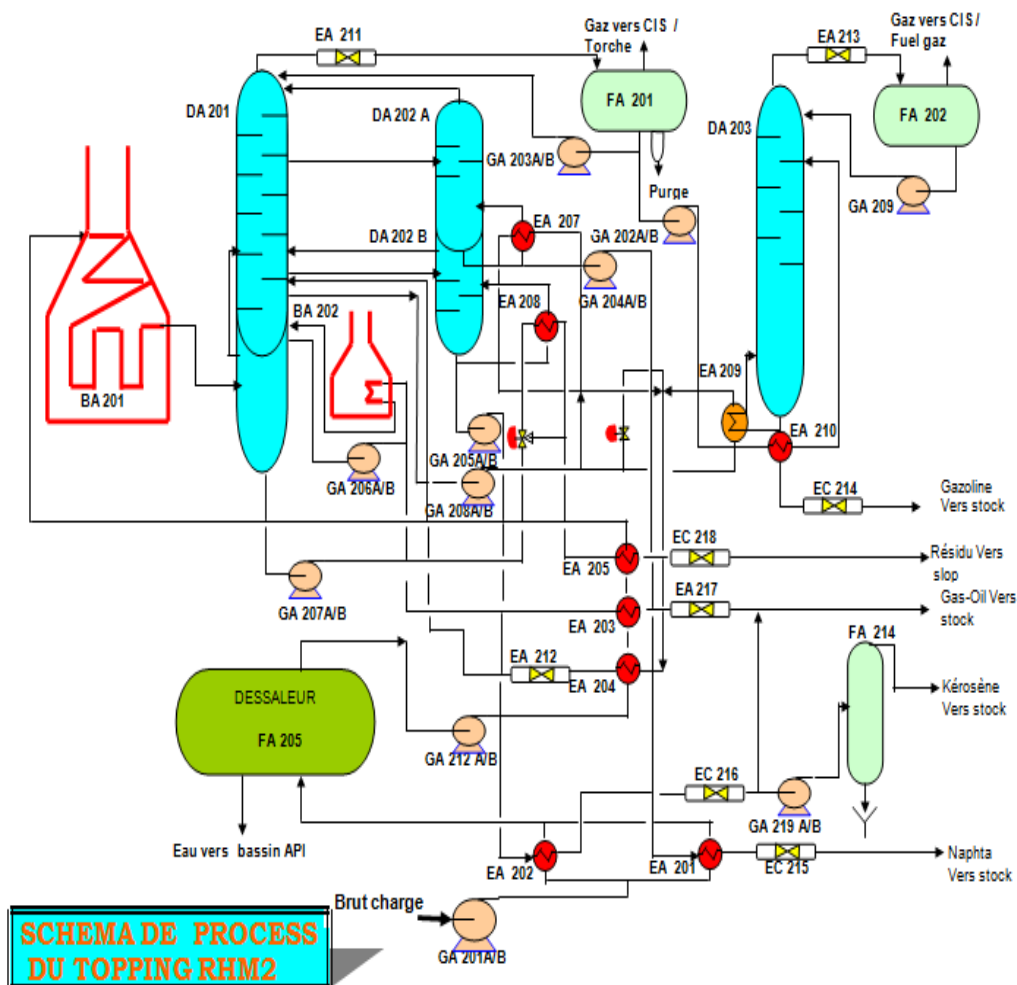 EA 211
Gaz vers CIS /
Torche
EA 213
Gaz vers CIS /
Fuel gaz
DA 201
DA 202 A
FA 201
DA 203
FA 202
GA 203A/B
Purge
GA 209
EA 207
DA 202 B
GA 202A/B
EA 208
GA 204A/B
BA 202
EA 209
BA 201
EA 210
GA 205A/B
GA 206A/B
GA 208A/B
EC 214
Gazoline
Vers stock
EC 218
Résidu Vers
slop
EA 205
GA 207A/B
EA 217
Gas-Oil Vers
stock
EA 203
FA 214
EA 212
EA 204
Kérosène
Vers stock
DESSALEUR
FA 205
GA 212 A/B
EC 216
GA 219 A/B
Eau vers bassin API
EA 202
EA 201
EC 215
Naphta
Vers stock
Brut charge
GA 201A/B
SCHEMA DE PROCESS
DU TOPPING RHM2